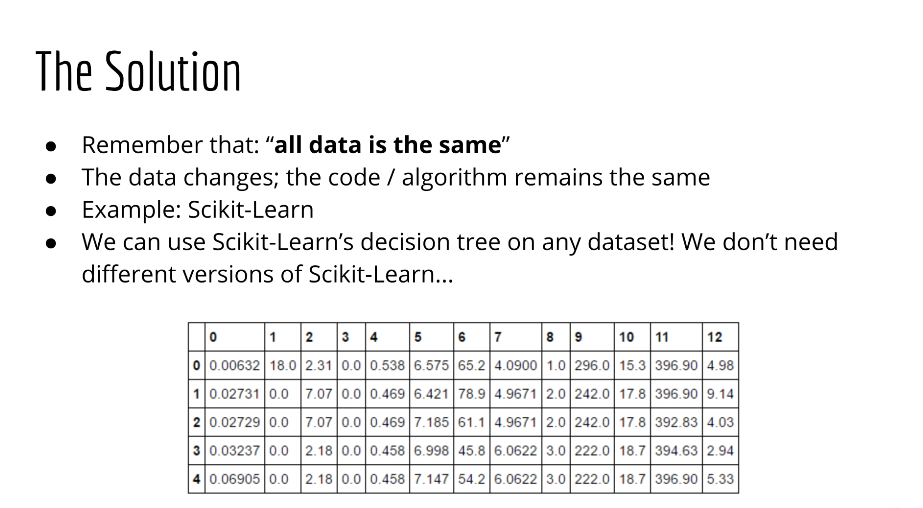 The Solution
● Remember that: “all data is the same”
● The data changes; the code / algorithm remains the same
● Example: Scikit-Learn
● We can use Scikit-Learn’s decision tree on any dataset! We don’t need
different versions of Scikit-Learn...
0 1 2 3 4 5 6 7 8 9 10 11 12
0 0.00632 18.0 2.31 0.0 0.538 6.575 65.2 4.0900 1.0 296.0 15.3 396.90 4.98
1 0.02731 0.0 7.07 0.0 0.469 6.421 78.9 4.9671 2.0 242.0 17.8 396.90 9.14
2 0.02729 0.0 7.07 0.0 0.469 7.185 61.1 4.9671 2.0 242.0 17.8 392.83 4.03
3 0.03237 0.0 2.18 0.0 0.458 6.998 45.8 6.0622 3.0 222.0 18.7 394.63 2.94
4 0.06905 0.0 2.18 0.0 0.458 7.147 54.2 6.0622 3.0 222.0 18.7 396.90 5.33